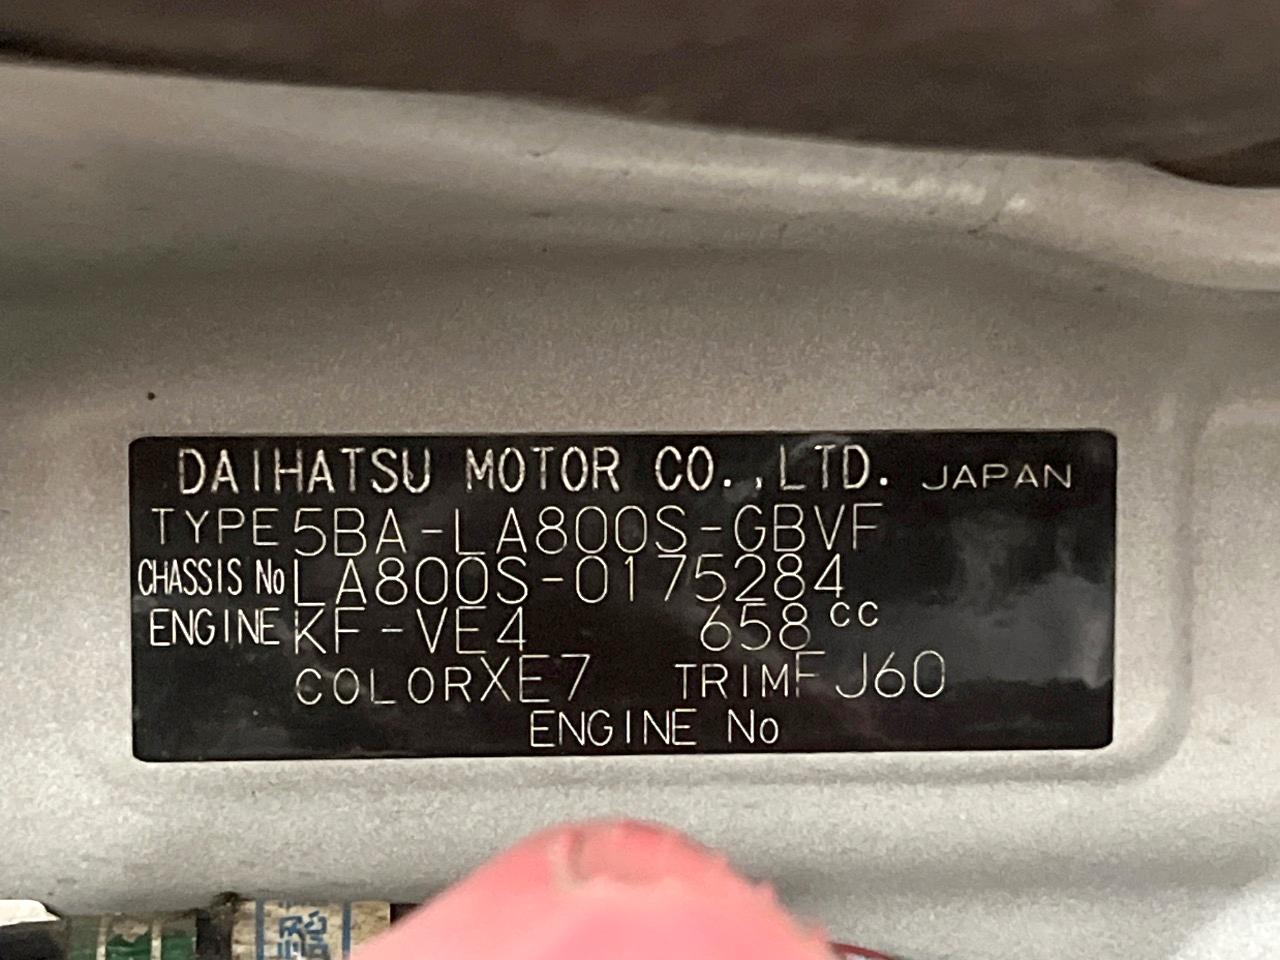 DAIHATSU MOTOR CO.,LTD. JAPAN
TYPE 5BA-LA800S-GBVF
CHASSIS No LA800S-0175284
ENGINE KF-VE4 658cc
COLOR XE7 TRIM FJ60
ENGINE No